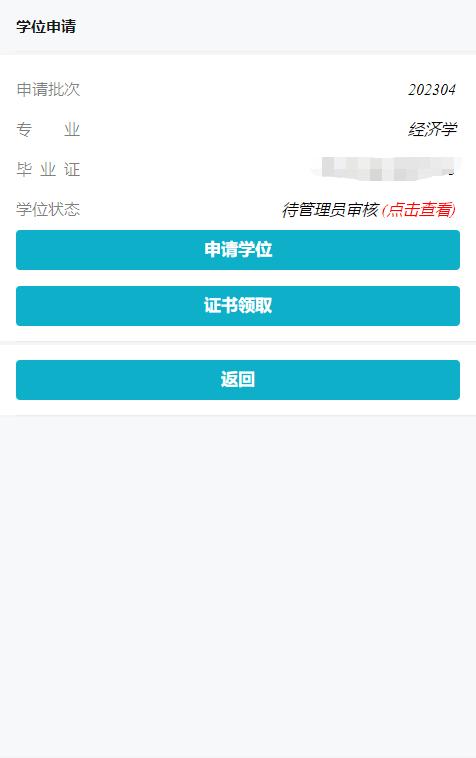 学位申请
申请批次 202304
专 业 经济学
毕 业 证
学位状态 待管理员审核 (点击查看)
申请学位
证书领取
返回